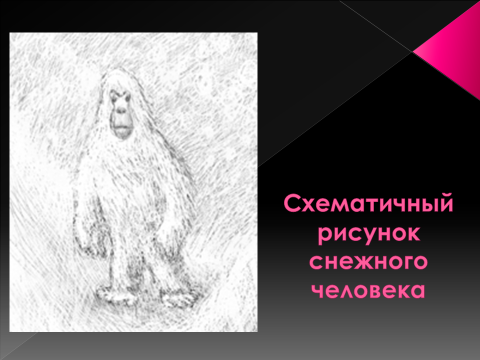 Схематичный
рисунок
снежного
человека